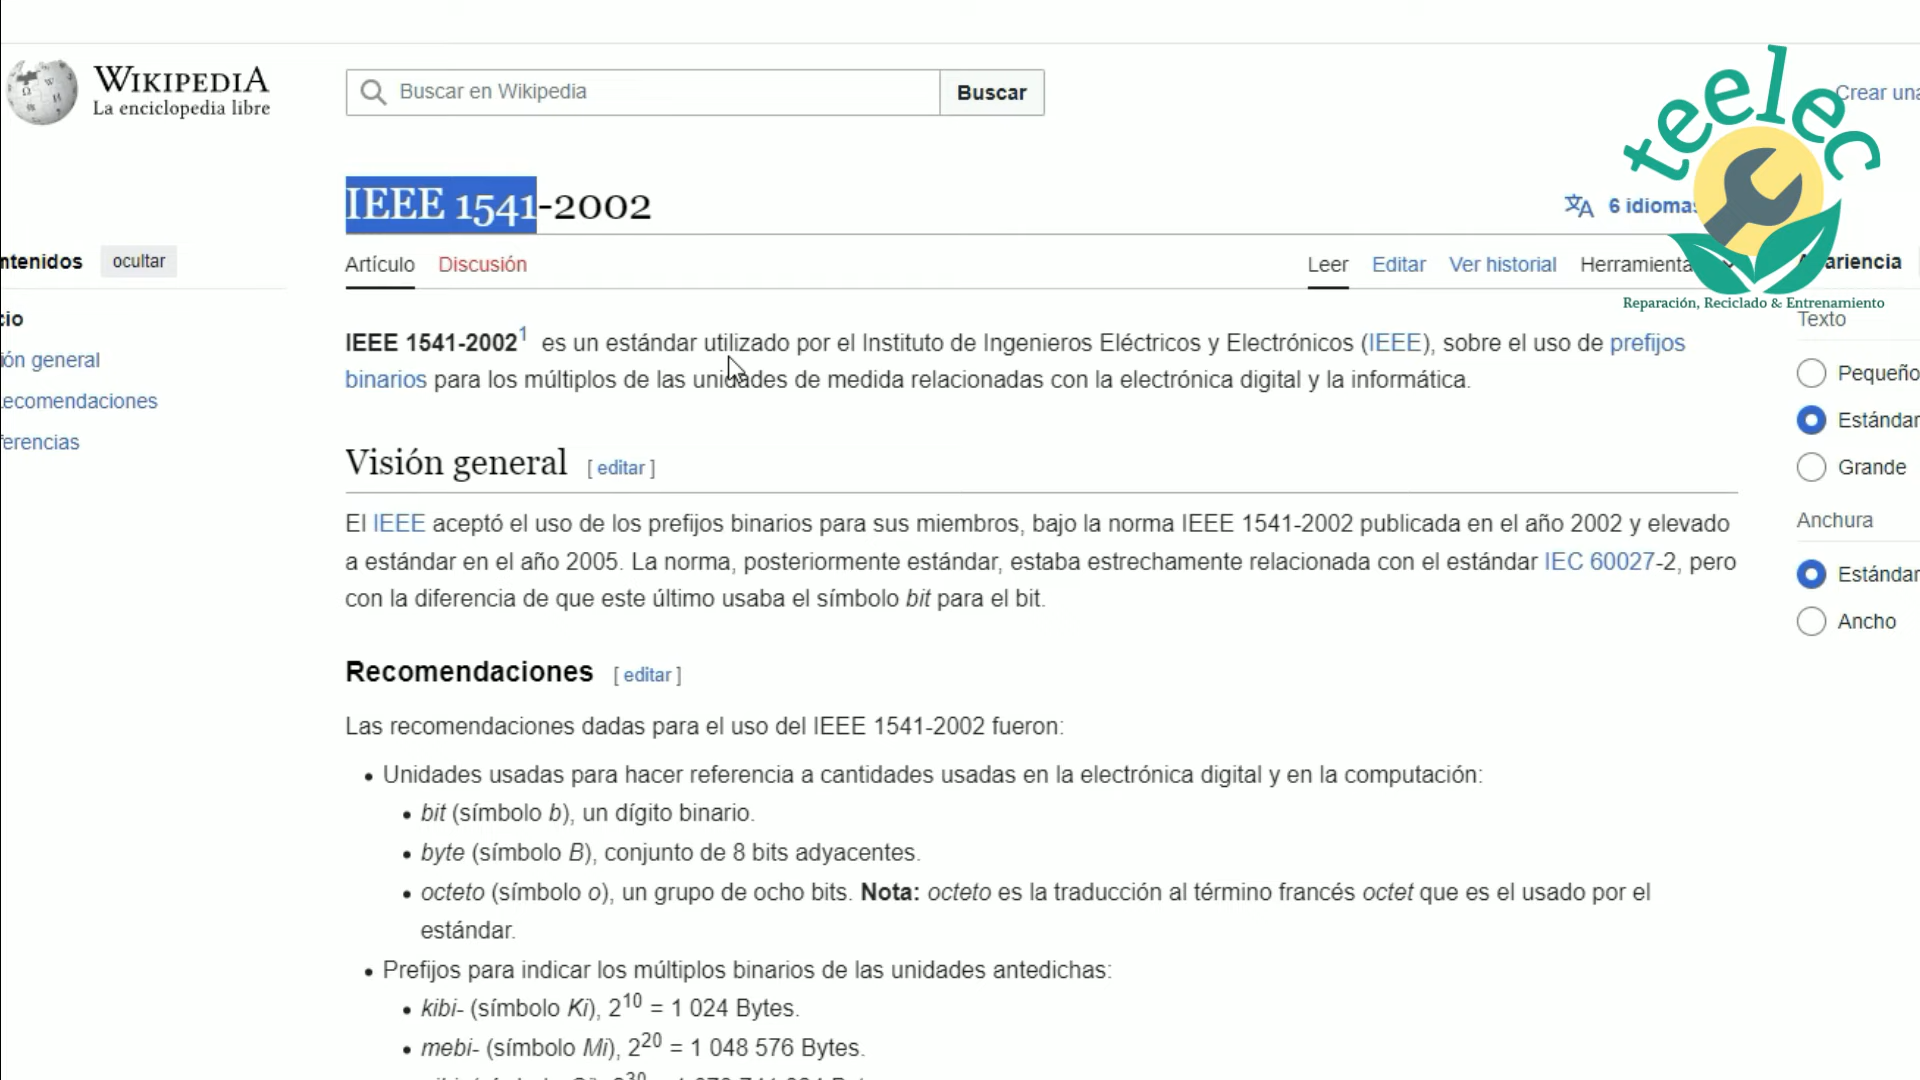 WIKIPEDIA
La enciclopedia libre
Buscar en Wikipedia
Buscar
Crear una
teelec
Reparación, Reciclado & Entrenamiento
IEEE 1541-2002
6 idiomas
ntenidos
ocultar
Artículo
Discusión
Leer
Editar
Ver historial
Herramienta
ariencia
cio
ión general
ecomendaciones
ferencias
IEEE 1541-2002¹ es un estándar utilizado por el Instituto de Ingenieros Eléctricos y Electrónicos (IEEE), sobre el uso de prefijos
binarios para los múltiplos de las unidades de medida relacionadas con la electrónica digital y la informática.
Texto
Pequeño
Estándar
Grande
Anchura
Estándar
Ancho
Visión general [ editar ]
El IEEE aceptó el uso de los prefijos binarios para sus miembros, bajo la norma IEEE 1541-2002 publicada en el año 2002 y elevado
a estándar en el año 2005. La norma, posteriormente estándar, estaba estrechamente relacionada con el estándar IEC 60027-2, pero
con la diferencia de que este último usaba el símbolo bit para el bit.
Recomendaciones [ editar ]
Las recomendaciones dadas para el uso del IEEE 1541-2002 fueron:
• Unidades usadas para hacer referencia a cantidades usadas en la electrónica digital y en la computación:
• bit (símbolo b), un dígito binario.
• byte (símbolo B), conjunto de 8 bits adyacentes.
• octeto (símbolo o), un grupo de ocho bits. Nota: octeto es la traducción al término francés octet que es el usado por el
estándar.
• Prefijos para indicar los múltiplos binarios de las unidades antedichas:
• kibi- (símbolo Ki), 2¹⁰ = 1 024 Bytes.
• mebi- (símbolo Mi), 2²⁰ = 1 048 576 Bytes.